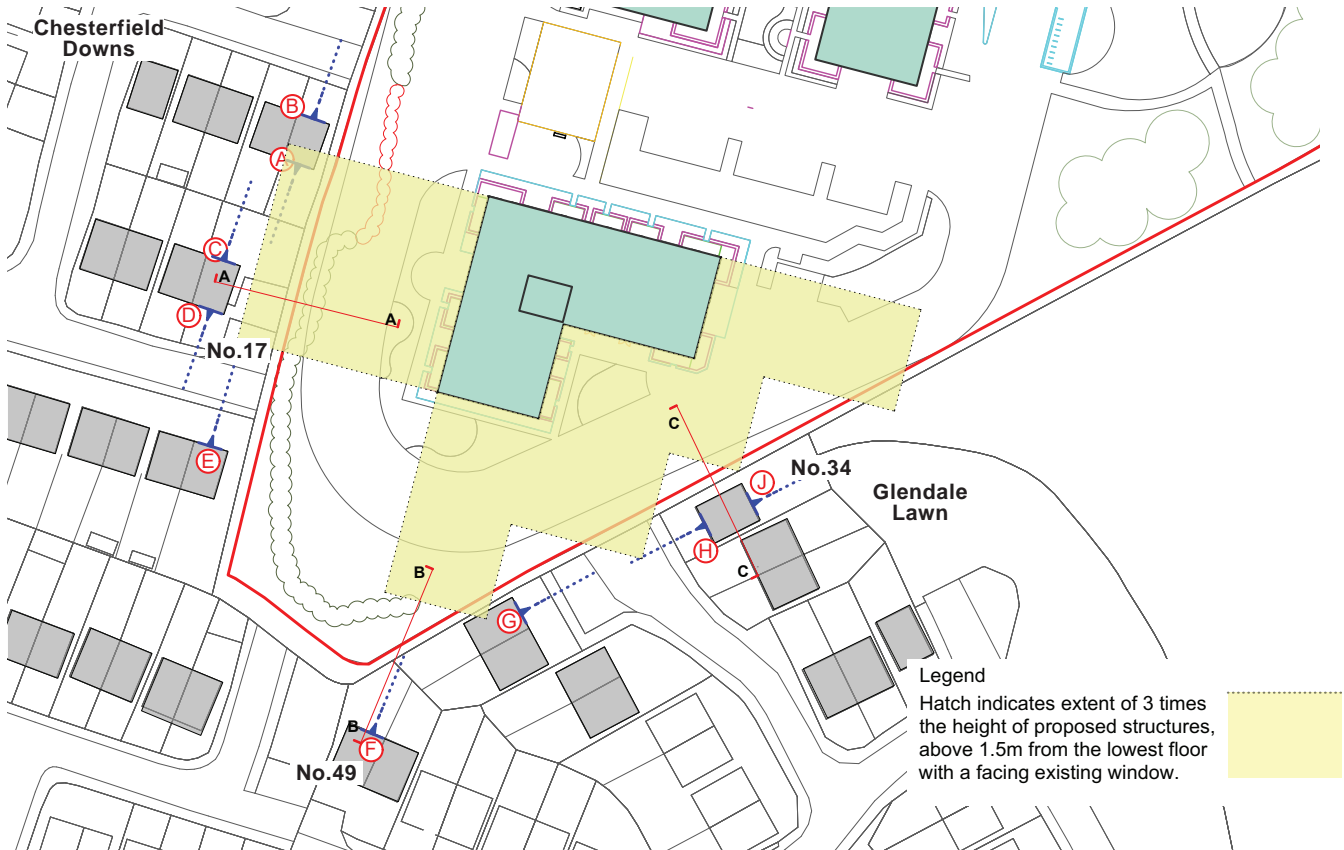 Chesterfield
Downs
B
A
C
A
A
D
No.17
E
C
No.34
J
Glendale
Lawn
H
C
B
G
B
F
No.49
Legend
Hatch indicates extent of 3 times
the height of proposed structures,
above 1.5m from the lowest floor
with a facing existing window.